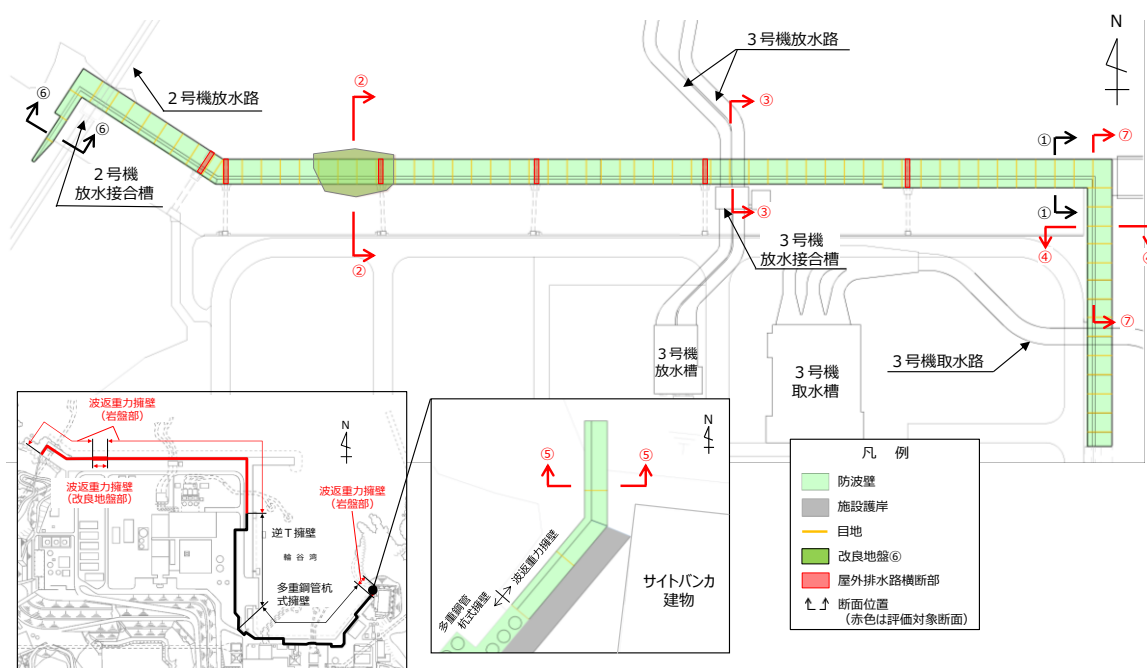 N
3号機放水路
2号機放水路
⑥
⑥
②
②
③
③
①
①
⑦
⑦
④
2号機
放水接合槽
3号機
放水接合槽
3号機
放水槽
3号機
取水槽
3号機取水路
波返重力擁壁
(岩盤部)
N
波返重力擁壁
(改良地盤部)
波返重力擁壁
(岩盤部)
逆T擁壁
輪谷湾
多重鋼管杭
式擁壁
N
⑤
⑤
波返重力擁壁
多重鋼管
杭式擁壁
サイトバンカ
建物
凡 例
防波壁
施設護岸
目地
改良地盤⑥
屋外排水路横断部
断面位置
(赤色は評価対象断面)